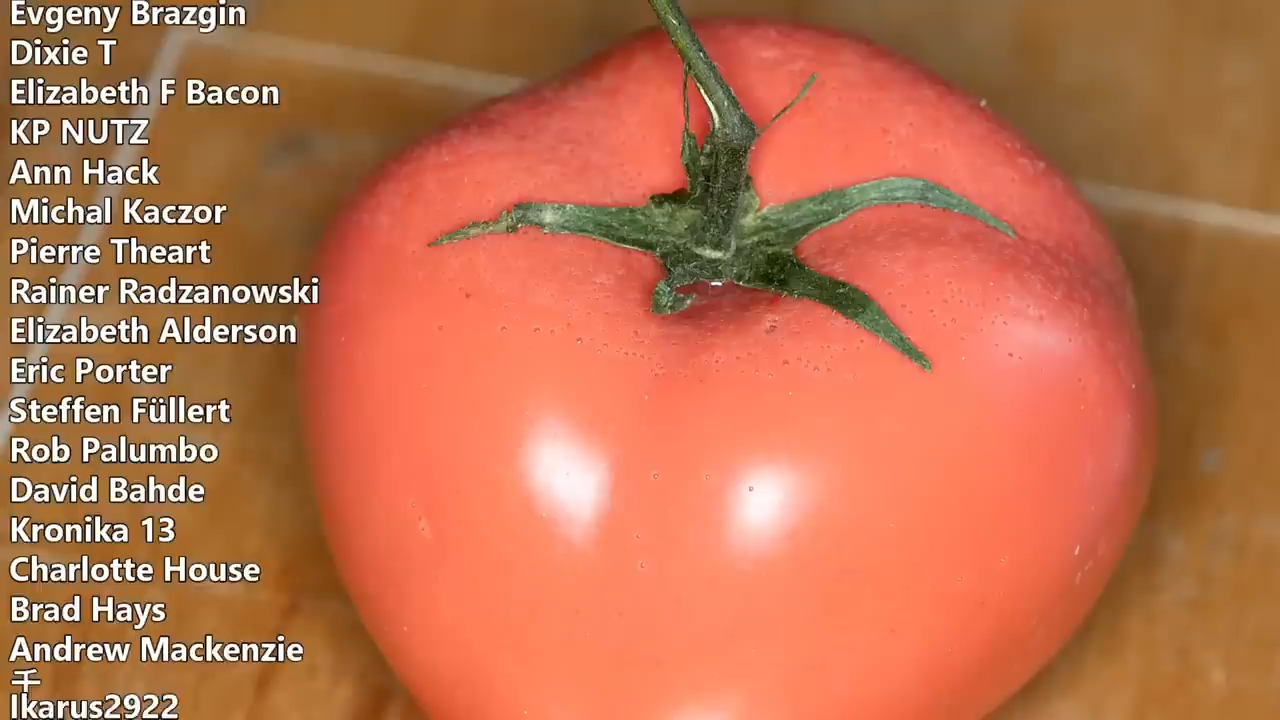 Evgeny Brazgin
Dixie T
Elizabeth F Bacon
KP NUTZ
Ann Hack
Michal Kaczor
Pierre Theart
Rainer Radzanowski
Elizabeth Alderson
Eric Porter
Steffen Füllert
Rob Palumbo
David Bahde
Kronika 13
Charlotte House
Brad Hays
Andrew Mackenzie
千
Ikarus2922